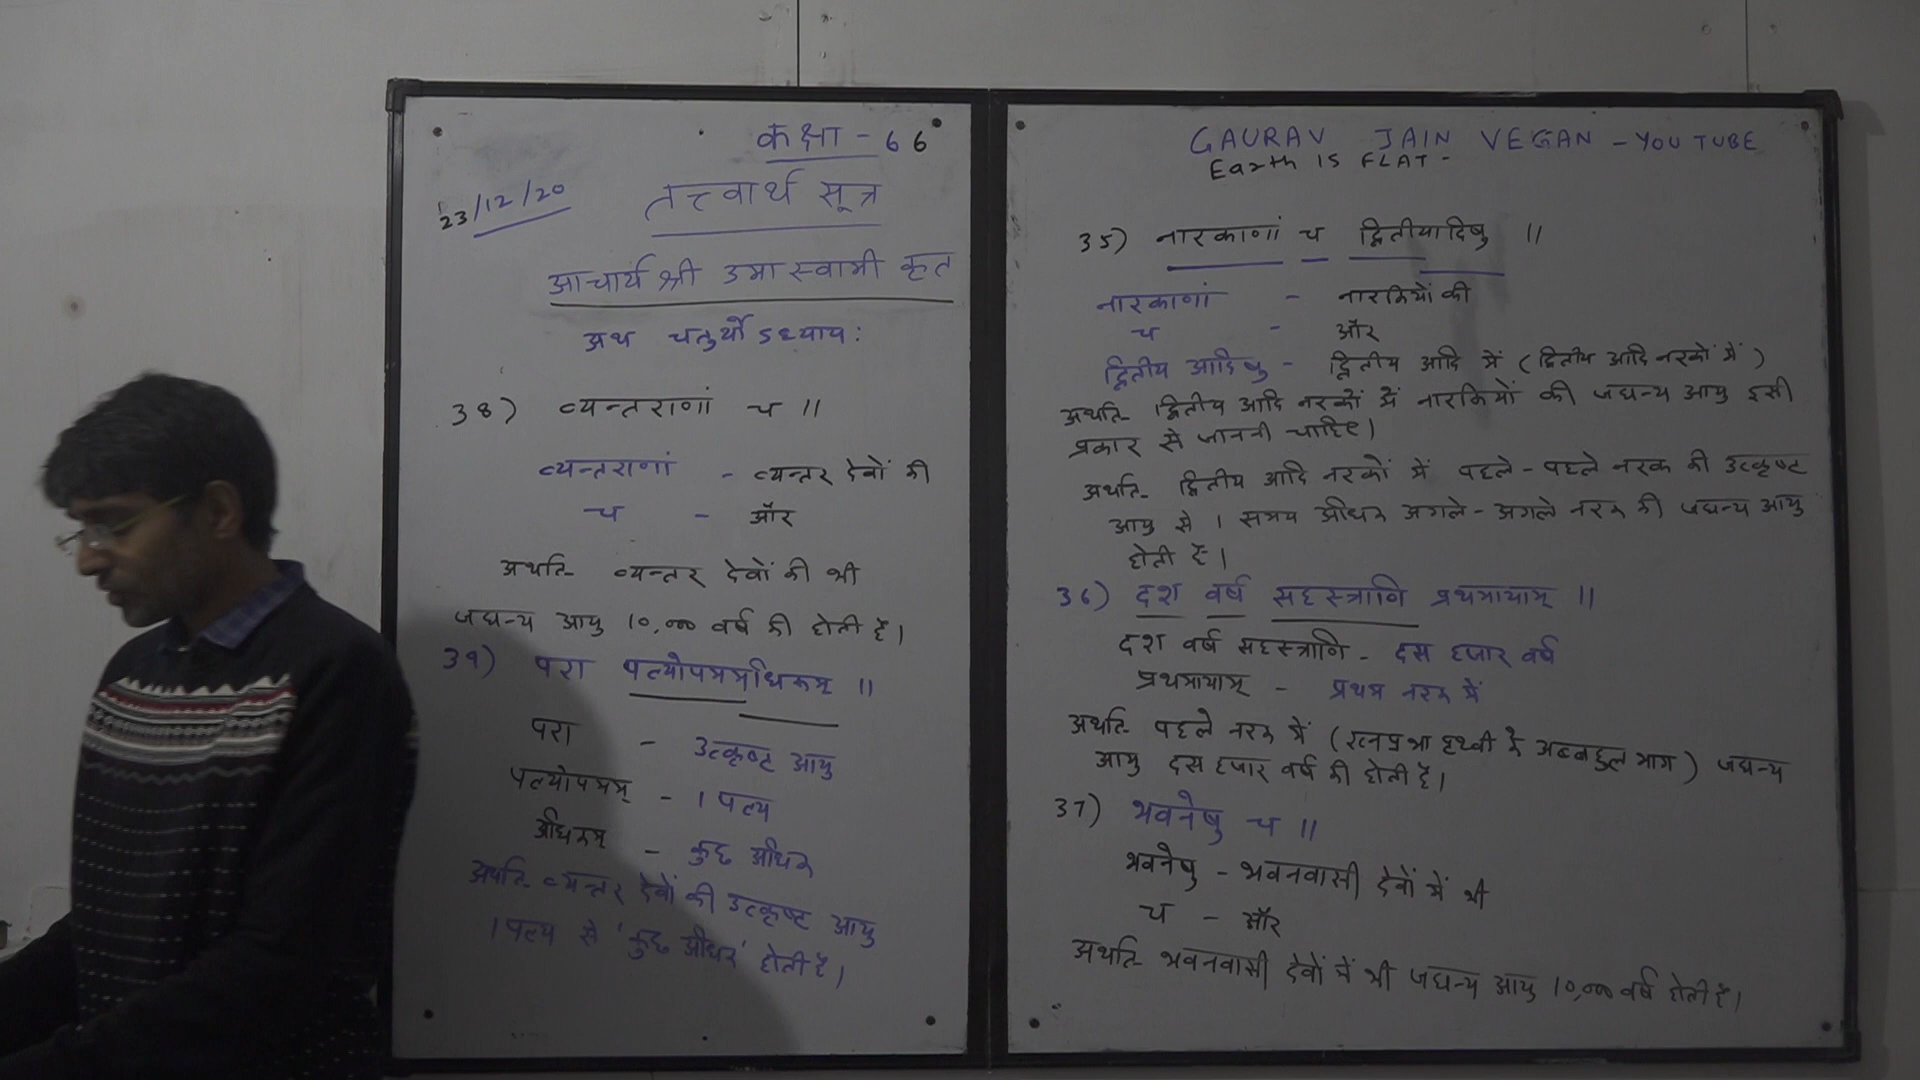 कक्षा - 66
23/12/20
तत्त्वार्थ सूत्र
आचार्य श्री उमास्वामी कृत
अथ चतुर्थोऽध्याय:
38) व्यन्तराणां च ॥
व्यन्तराणां - व्यन्तर देवों की
च - और
अर्थात- व्यन्तर देवों की भी
जघन्य आयु 10,000 वर्ष की होती है।
39) परा पल्योपममधिकम् ॥
परा - उत्कृष्ट आयु
पल्योपमम् - 1 पल्य
अधिकम् - कुछ अधिक
अर्थात- व्यन्तर देवों की उत्कृष्ट आयु
1 पल्य से 'कुछ अधिक' होती है।
GAURAV JAIN VEGAN - YOUTUBE
Earth IS FLAT -
35) नारकाणां च द्वितीयादिषु ॥
नारकाणां - नारकियों की
च - और
द्वितीय आदिषु - द्वितीय आदि में (द्वितीय आदि नरकों में)
अर्थात- द्वितीय आदि नरकों में नारकियों की जघन्य आयु इसी
प्रकार से जाननी चाहिए।
अर्थात- द्वितीय आदि नरकों में पहले-पहले नरक की उत्कृष्ट
आयु से 1 समय अधिक अगले-अगले नरक की जघन्य आयु
होती है।
36) दश वर्ष सहस्त्राणि प्रथमायाम् ॥
दश वर्ष सहस्त्राणि - दस हजार वर्ष
प्रथमायाम् - प्रथम नरक में
अर्थात- पहले नरक में (रत्नप्रभा पृथ्वी के अब्बहुल भाग) जघन्य
आयु दस हजार वर्ष की होती है।
37) भवनेषु च ॥
भवनेषु - भवनवासी देवों में भी
च - और
अर्थात- भवनवासी देवों में भी जघन्य आयु 10,000 वर्ष होती है।